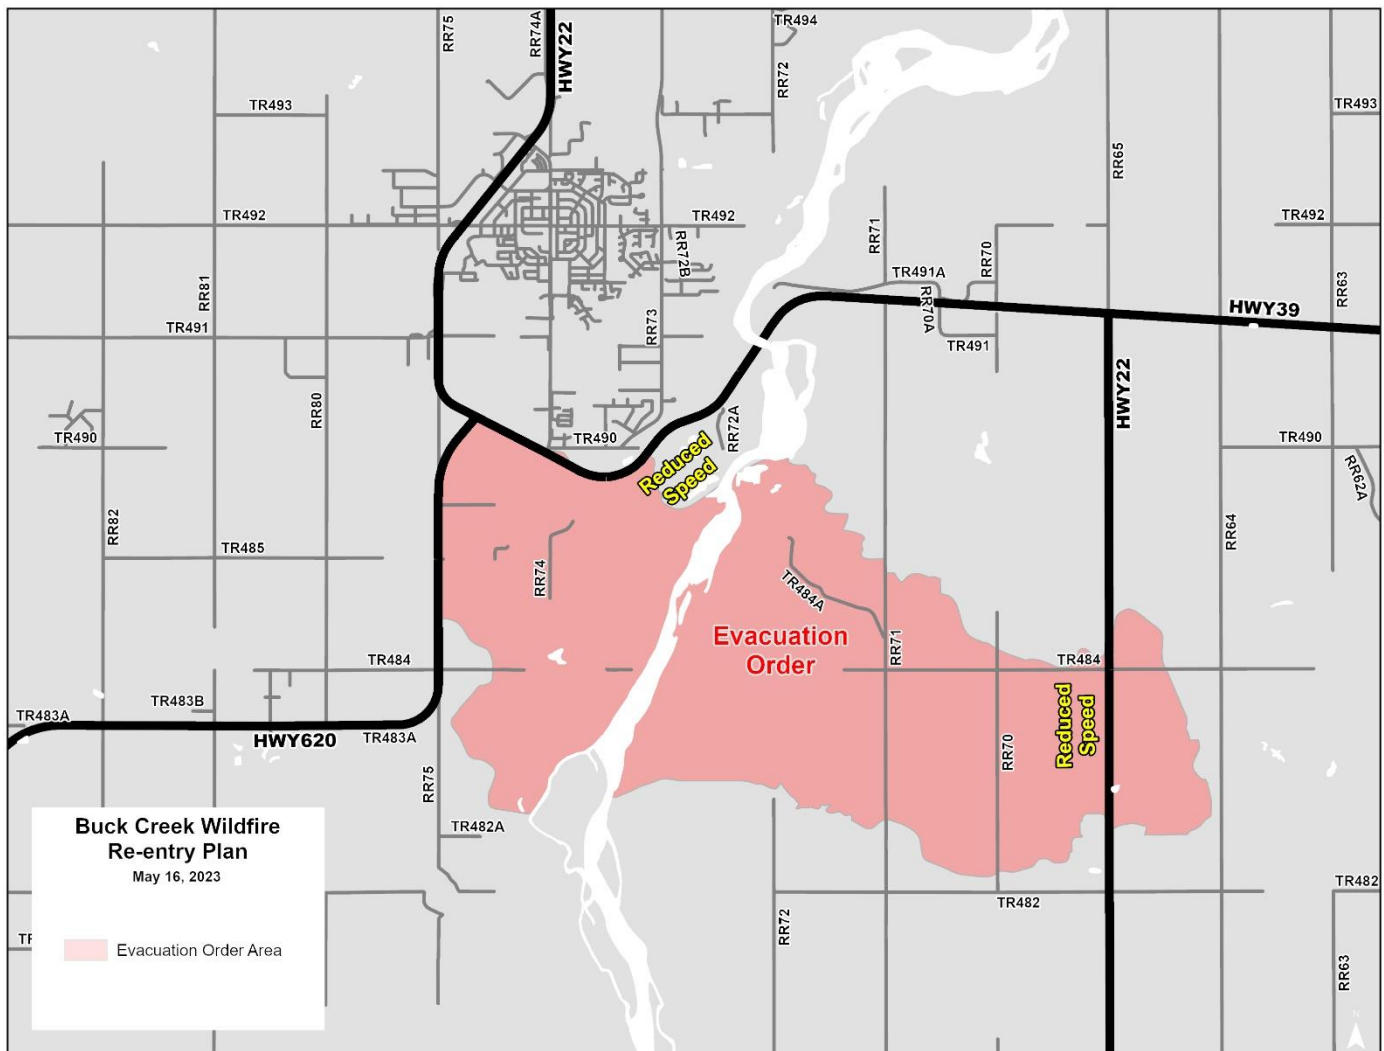 RR75
RR74A
HWY22
TR494
RR72
TR493
TR493
RR65
TR492
TR492
TR492
RR71
RR72B
RR70
TR491A
RR81
RR63
RR70A
HWY39
TR491
RR73
TR491
HWY22
RR80
RR72A
TR490
TR490
TR490
Reduced
Speed
RR62A
RR82
RR64
TR485
RR74
TR484A
Evacuation
Order
RR71
TR484
TR484
TR483B
Reduced
Speed
TR483A
HWY620
TR483A
RR70
RR75
Buck Creek Wildfire
Re-entry Plan
May 16, 2023
Evacuation Order Area
TR482A
TR482
TR482
RR72
RR63
N